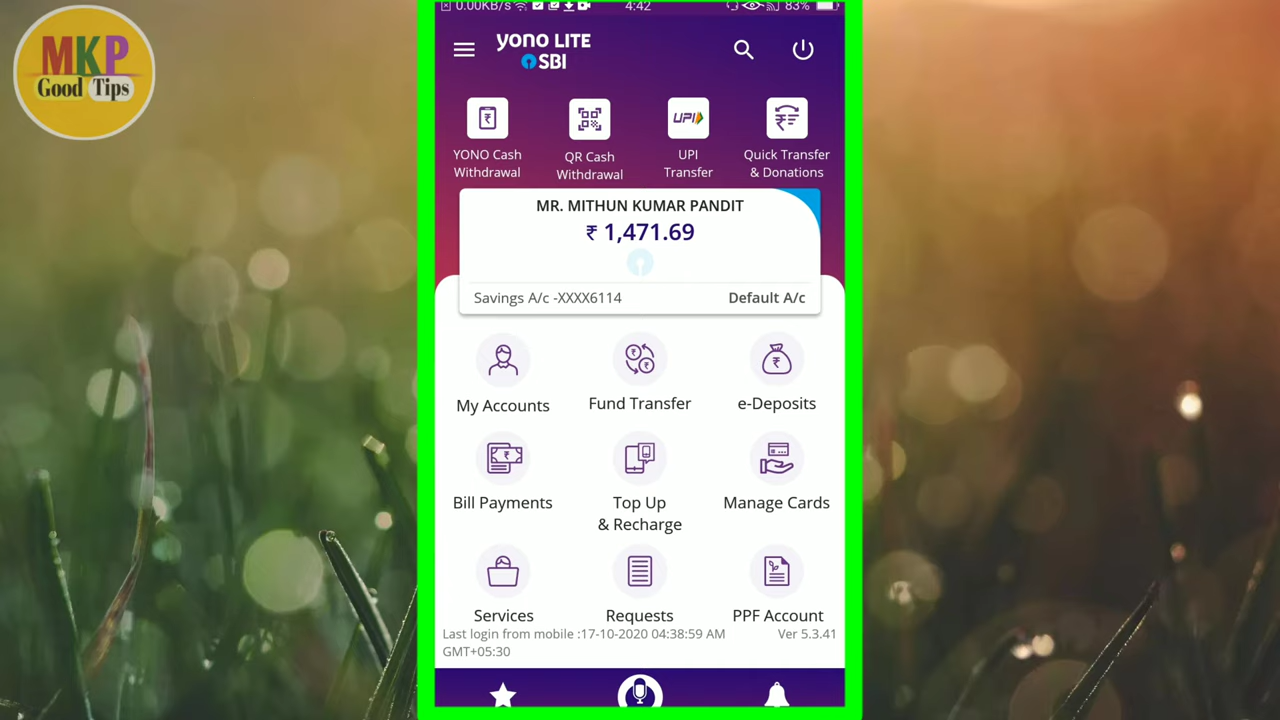 MKP
Good Tips
0.00KB/s 4:42 83%
YONO LITE
SBI
YONO Cash
Withdrawal
QR Cash
Withdrawal
UPI
UPI
Transfer
Quick Transfer
& Donations
MR. MITHUN KUMAR PANDIT
₹ 1,471.69
Savings A/c -XXXX6114 Default A/c
My Accounts
Fund Transfer
e-Deposits
Bill Payments
Top Up
& Recharge
Manage Cards
Services
Requests
PPF Account
Last login from mobile :17-10-2020 04:38:59 AM
GMT+05:30
Ver 5.3.41